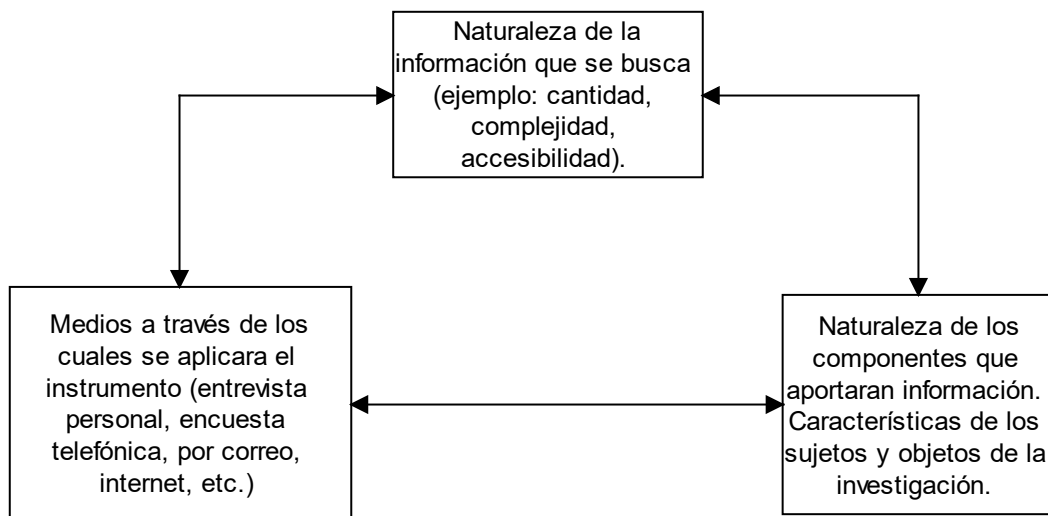 Naturaleza de la
información que se busca
(ejemplo: cantidad,
complejidad,
accesibilidad).
Medios a través de los
cuales se aplicara el
instrumento (entrevista
personal, encuesta
telefónica, por correo,
internet, etc.)
Naturaleza de los
componentes que
aportaran información.
Características de los
sujetos y objetos de la
investigación.